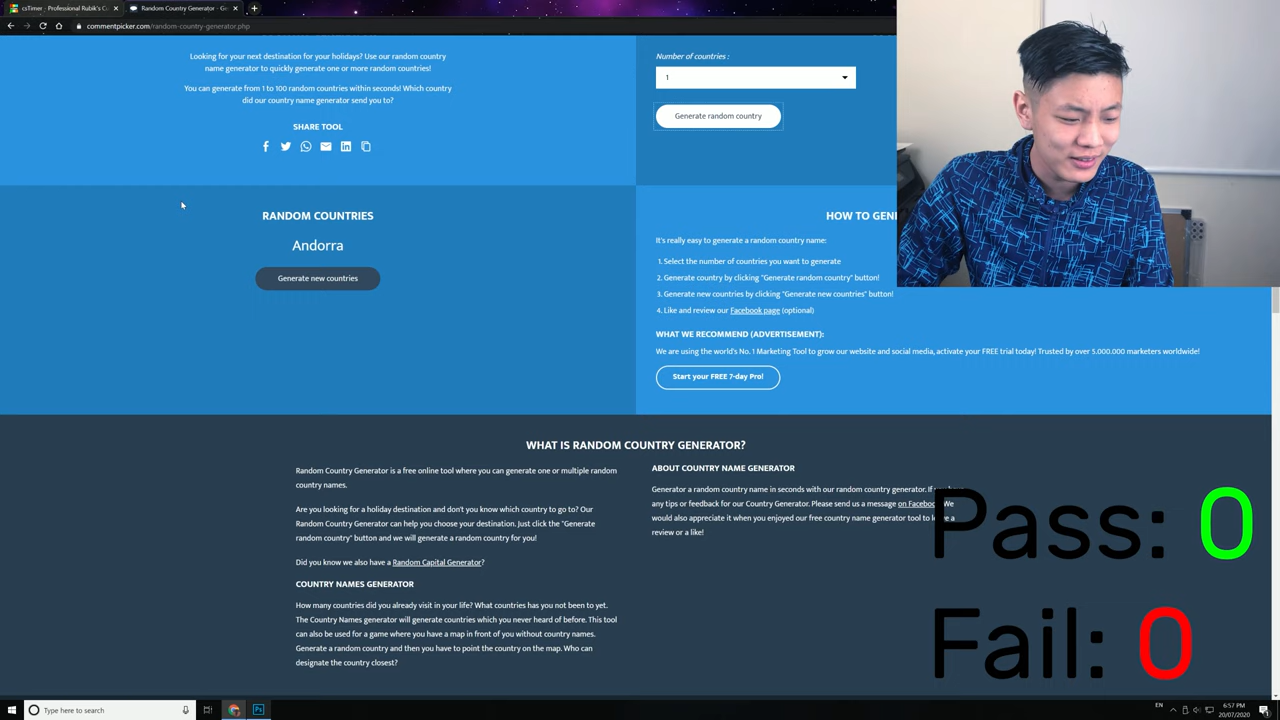 csTimer - Professional Rubik's C
Random Country Generator - G
commentpicker.com/random-country-generator.php
Looking for your next destination for your holidays? Use our random country
name generator to quickly generate one or more random countries!
You can generate from 1 to 100 random countries within seconds! Which country
did our country name generator send you to?
SHARE TOOL
Number of countries :
1
Generate random country
RANDOM COUNTRIES
Andorra
Generate new countries
HOW TO GEN
It's really easy to generate a random country name:
1. Select the number of countries you want to generate
2. Generate country by clicking "Generate random country" button!
3. Generate new countries by clicking "Generate new countries" button!
4. Like and review our Facebook page (optional)
WHAT WE RECOMMEND (ADVERTISEMENT):
We are using the world's No. 1 Marketing Tool to grow our website and social media, activate your FREE trial today! Trusted by over 5.000.000 marketers worldwide!
Start your FREE 7-day Pro!
WHAT IS RANDOM COUNTRY GENERATOR?
Random Country Generator is a free online tool where you can generate one or multiple random
country names.
Are you looking for a holiday destination and don't you know which country to go to? Our
Random Country Generator can help you choose your destination. Just click the "Generate
random country" button and we will generate a random country for you!
Did you know we also have a Random Capital Generator?
COUNTRY NAMES GENERATOR
How many countries did you already visit in your life? What countries has you not been to yet.
The Country Names generator will generate countries which you never heard of before. This tool
can also be used for a game where you have a map in front of you without country names.
Generate a random country and then you have to point the country on the map. Who can
designate the country closest?
ABOUT COUNTRY NAME GENERATOR
Generator a random country name in seconds with our random country generator. If
any tips or feedback for our Country Generator. Please send us a message on Facebook
would also appreciate it when you enjoyed our free country name generator tool to
review or a like!
Pass: 0
Fail: 0
Type here to search
EN
6:57 PM
20/07/2020